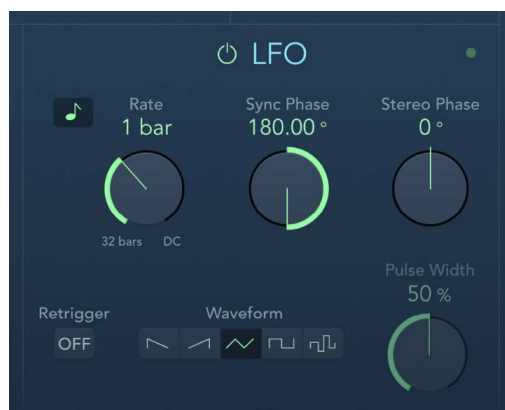 LFO
Rate
1 bar
Sync Phase
180.00 °
Stereo Phase
0 °
32 bars
DC
Pulse Width
50 %
Retrigger
OFF
Waveform